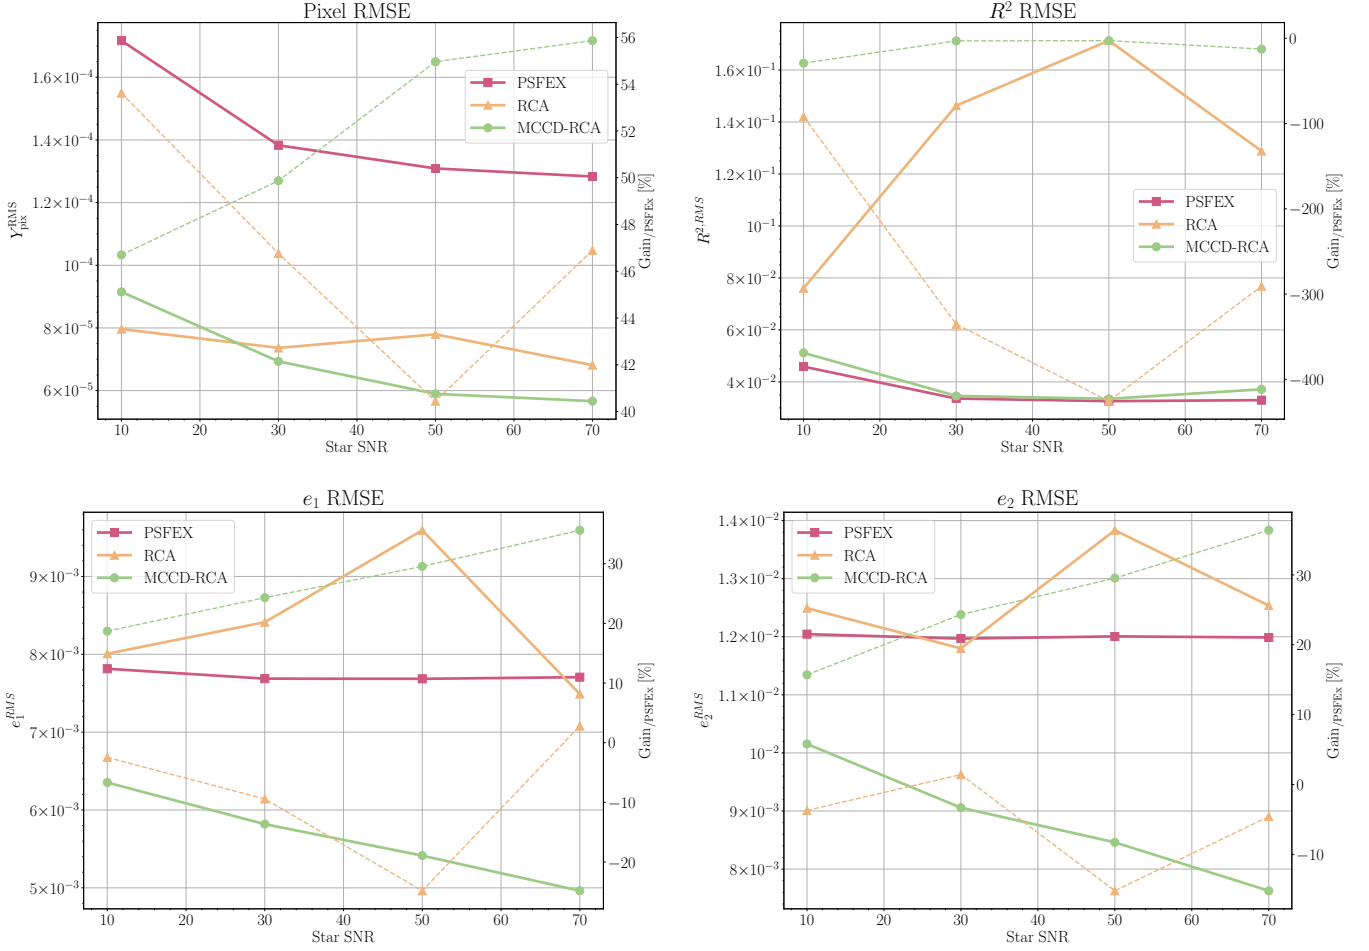 Pixel RMSE
1.6×10⁻⁴
1.4×10⁻⁴
1.2×10⁻⁴
10⁻⁴
8×10⁻⁵
6×10⁻⁵
Y_pix^RMS
PSFEX
RCA
MCCD-RCA
56
54
52
50
48
46
44
42
40
Gain/PSFEx [%]
10 20 30 40 50 60 70
Star SNR
R² RMSE
1.6×10⁻¹
1.4×10⁻¹
1.2×10⁻¹
10⁻¹
8×10⁻²
6×10⁻²
4×10⁻²
R^2,RMS
PSFEX
RCA
MCCD-RCA
0
−100
−200
−300
−400
Gain/PSFEx [%]
10 20 30 40 50 60 70
Star SNR
e₁ RMSE
9×10⁻³
8×10⁻³
7×10⁻³
6×10⁻³
5×10⁻³
e₁^RMS
PSFEX
RCA
MCCD-RCA
30
20
10
0
−10
−20
Gain/PSFEx [%]
10 20 30 40 50 60 70
Star SNR
e₂ RMSE
1.4×10⁻²
1.3×10⁻²
1.2×10⁻²
1.1×10⁻²
10⁻²
9×10⁻³
8×10⁻³
e₂^RMS
PSFEX
RCA
MCCD-RCA
30
20
10
0
−10
Gain/PSFEx [%]
10 20 30 40 50 60 70
Star SNR